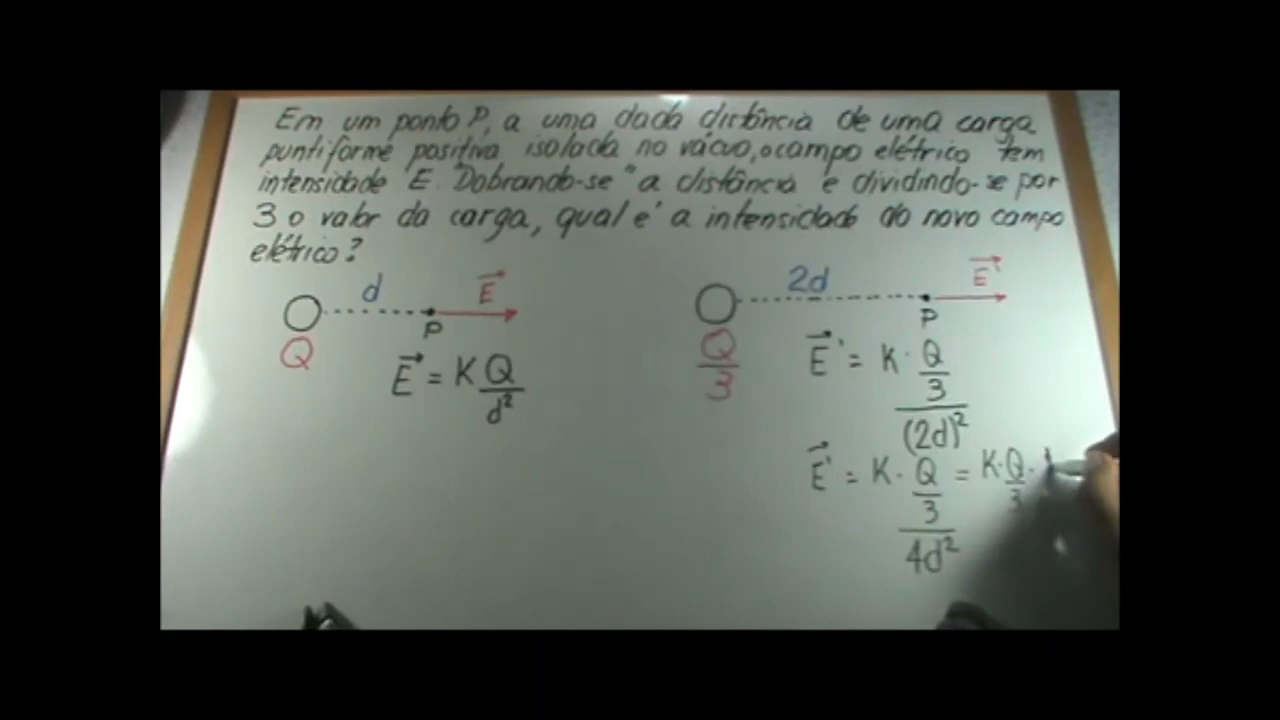 Em um ponto P, a uma dada distância de uma carga
puntiforme positiva isolada no vácuo, o campo elétrico tem
intensidade E. Dobrando-se a distância e dividindo-se por
3 o valor da carga, qual é a intensidade do novo campo
elétrico?
d E⃗ 2d E⃗'
P P
Q Q/3
E⃗ = K Q/d² E⃗' = K · (Q/3)/(2d)²
E⃗' = K · (Q/3)/(4d²) = K · Q/3 ·